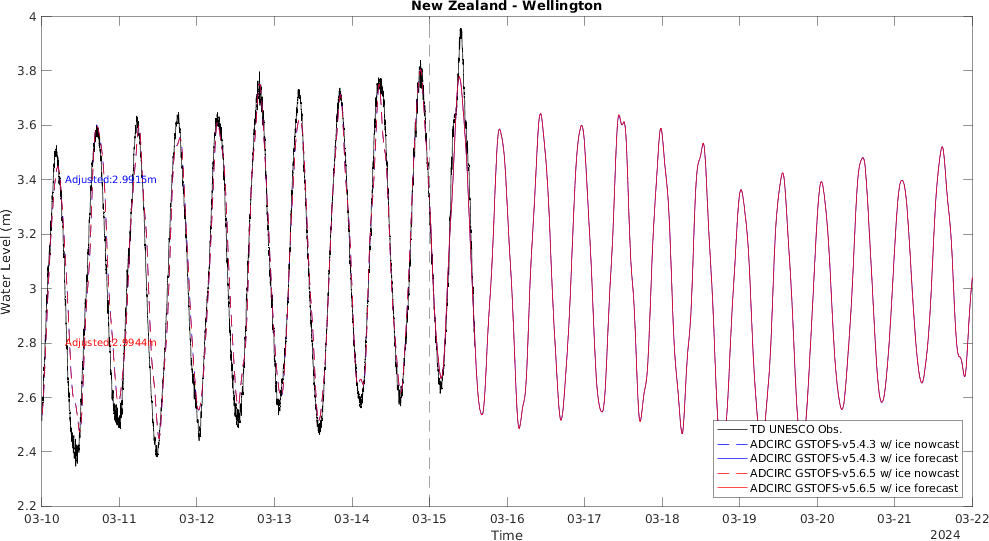 New Zealand - Wellington
4
3.8
3.6
3.4
3.2
3
2.8
2.6
2.4
2.2
Water Level (m)
Adjusted:2.9915m
Adjusted:2.9944m
TD UNESCO Obs.
ADCIRC GSTOFS-v5.4.3 w/ ice nowcast
ADCIRC GSTOFS-v5.4.3 w/ ice forecast
ADCIRC GSTOFS-v5.6.5 w/ ice nowcast
ADCIRC GSTOFS-v5.6.5 w/ ice forecast
03-10 03-11 03-12 03-13 03-14 03-15 03-16 03-17 03-18 03-19 03-20 03-21 03-22
Time
2024